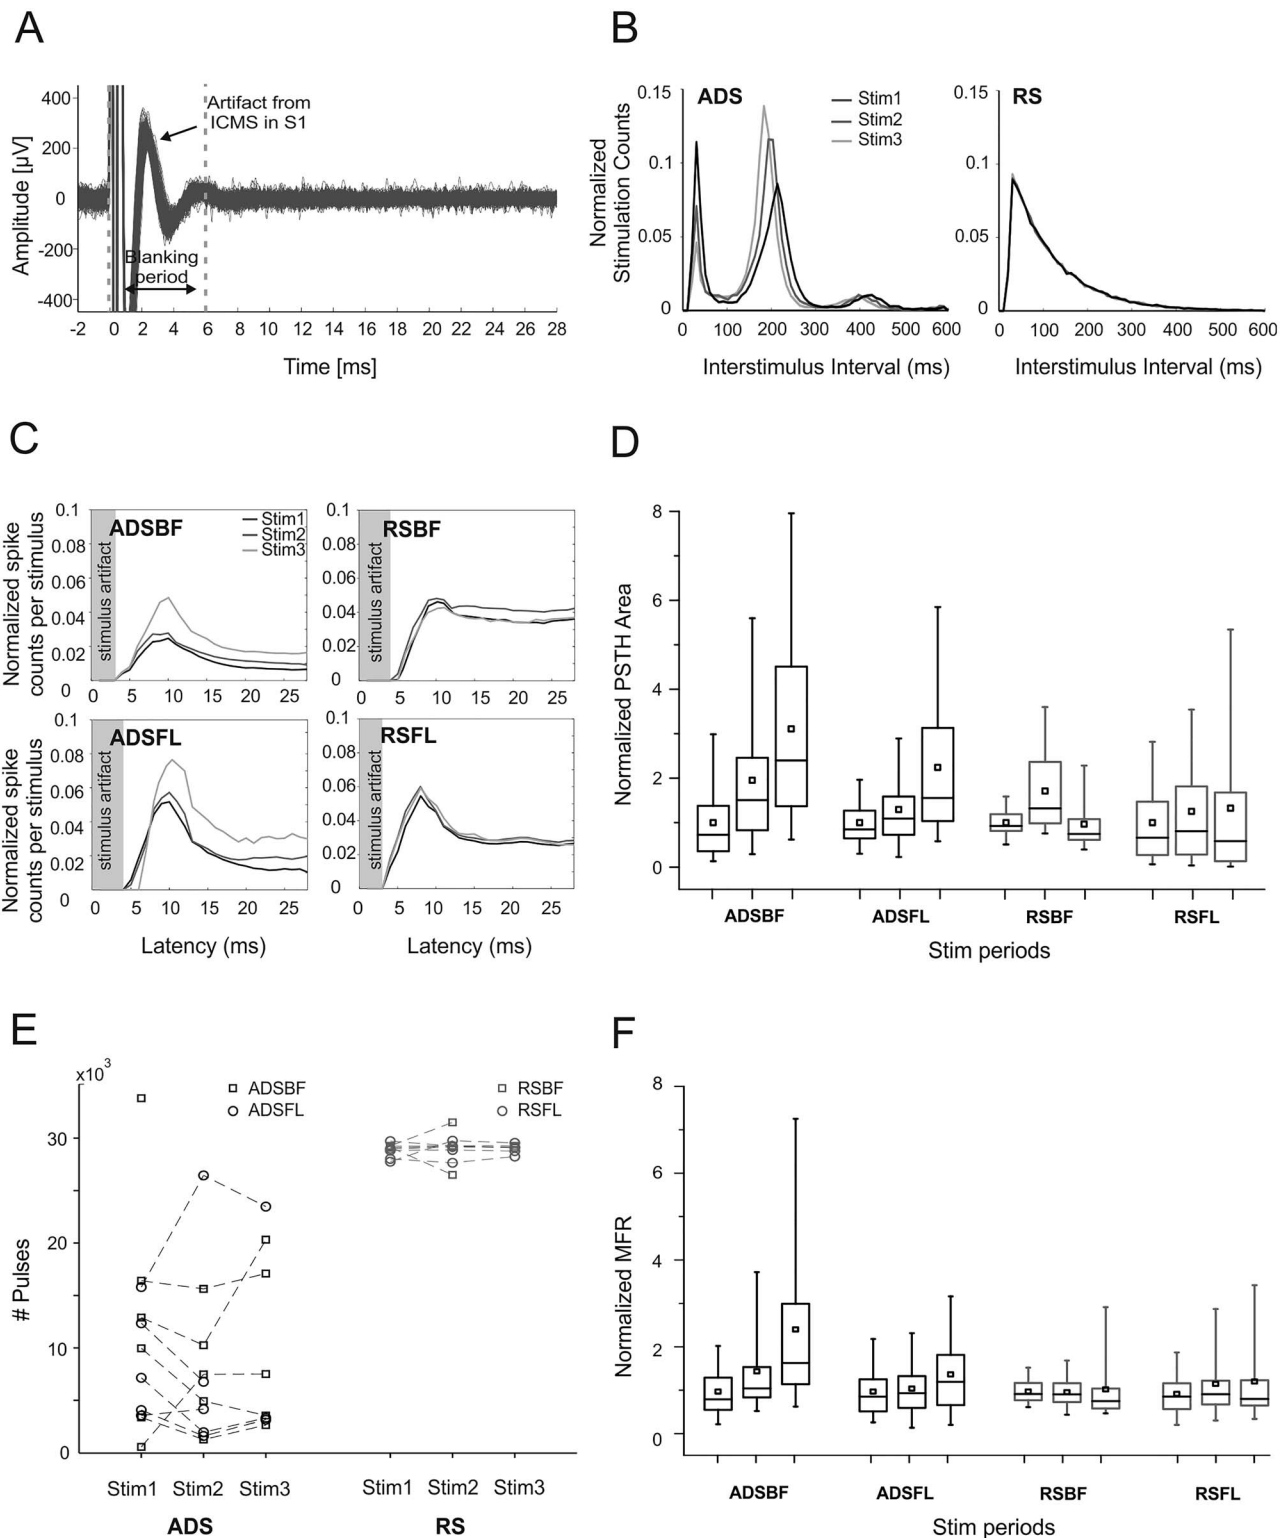 A
Amplitude [µV]
400
200
0
-200
-400
Artifact from
ICMS in S1
Blanking
period
-2 0 2 4 6 8 10 12 14 16 18 20 22 24 26 28
Time [ms]
B
Normalized
Stimulation Counts
0.15
0.1
0.05
0
ADS
Stim1
Stim2
Stim3
0 100 200 300 400 500 600
Interstimulus Interval (ms)
0.15
0.1
0.05
0
RS
0 100 200 300 400 500 600
Interstimulus Interval (ms)
C
Normalized spike
counts per stimulus
0.1
0.08
0.06
0.04
0.02
0
ADSBF
stimulus artifact
Stim1
Stim2
Stim3
0 5 10 15 20 25
0.1
0.08
0.06
0.04
0.02
0
RSBF
stimulus artifact
0 5 10 15 20 25
Normalized spike
counts per stimulus
0.1
0.08
0.06
0.04
0.02
0
ADSFL
stimulus artifact
0 5 10 15 20 25
Latency (ms)
0.1
0.08
0.06
0.04
0.02
0
RSFL
stimulus artifact
0 5 10 15 20 25
Latency (ms)
D
Normalized PSTH Area
8
6
4
2
0
ADSBF ADSFL RSBF RSFL
Stim periods
E
x10³
# Pulses
30
20
10
0
ADSBF
ADSFL
RSBF
RSFL
Stim1 Stim2 Stim3 Stim1 Stim2 Stim3
ADS RS
F
Normalized MFR
8
6
4
2
0
ADSBF ADSFL RSBF RSFL
Stim periods